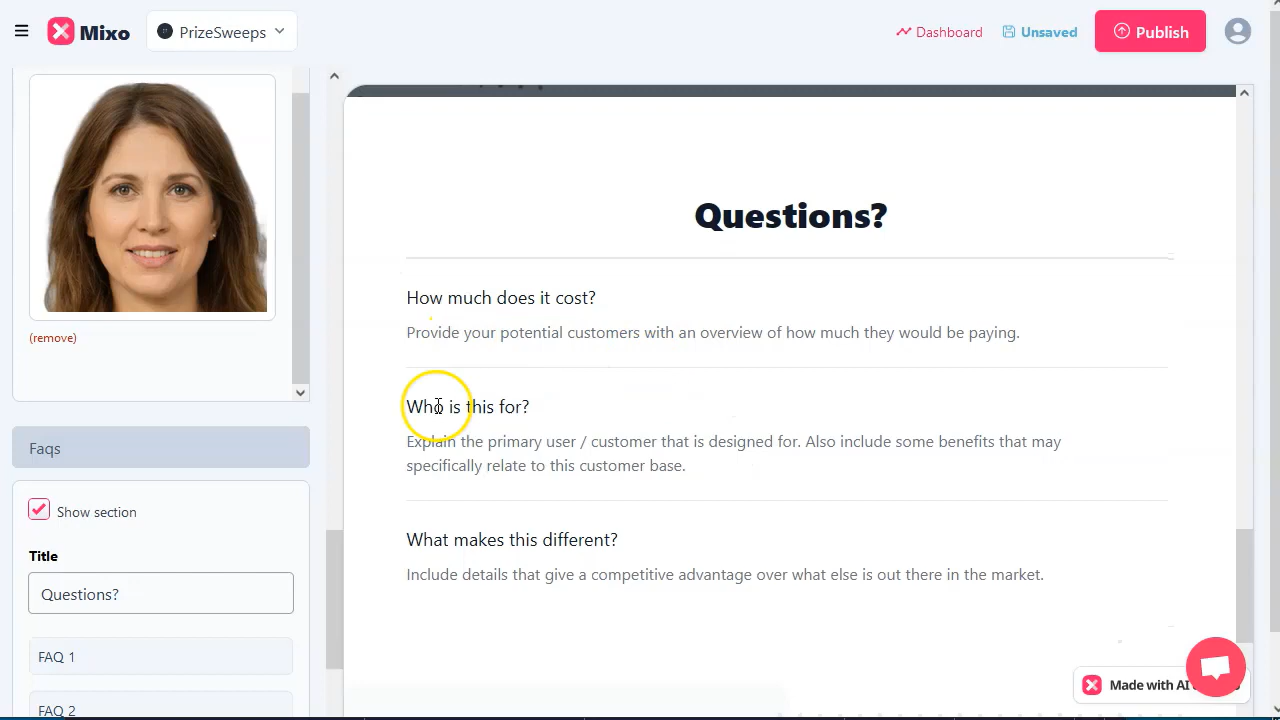 Mixo
PrizeSweeps
Dashboard
Unsaved
Publish
(remove)
Faqs
Show section
Title
Questions?
FAQ 1
FAQ 2
Questions?
How much does it cost?
Provide your potential customers with an overview of how much they would be paying.
Who is this for?
Explain the primary user / customer that is designed for. Also include some benefits that may
specifically relate to this customer base.
What makes this different?
Include details that give a competitive advantage over what else is out there in the market.
Made with AI